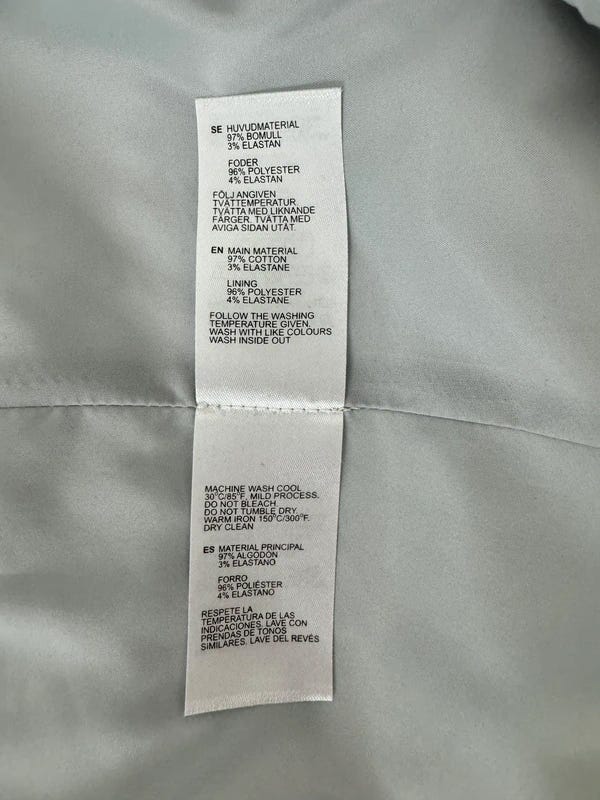 SE HUVUDMATERIAL
97% BOMULL
3% ELASTAN
FODER
96% POLYESTER
4% ELASTAN
FÖLJ ANGIVEN
TVÄTTEMPERATUR.
TVÄTTA MED LIKNANDE
FÄRGER. TVÄTTA MED
AVIGA SIDAN UTÅT.
EN MAIN MATERIAL
97% COTTON
3% ELASTANE
LINING
96% POLYESTER
4% ELASTANE
FOLLOW THE WASHING
TEMPERATURE GIVEN.
WASH WITH LIKE COLOURS
WASH INSIDE OUT
MACHINE WASH COOL
30°C/85°F, MILD PROCESS.
DO NOT BLEACH.
DO NOT TUMBLE DRY.
WARM IRON 150°C/300°F.
DRY CLEAN
ES MATERIAL PRINCIPAL
97% ALGODÓN
3% ELASTANO
FORRO
96% POLIÉSTER
4% ELASTANO
RESPETE LA
TEMPERATURA DE LAS
INDICACIONES. LAVE CON
PRENDAS DE TONOS
SIMILARES. LAVE DEL REVÉS